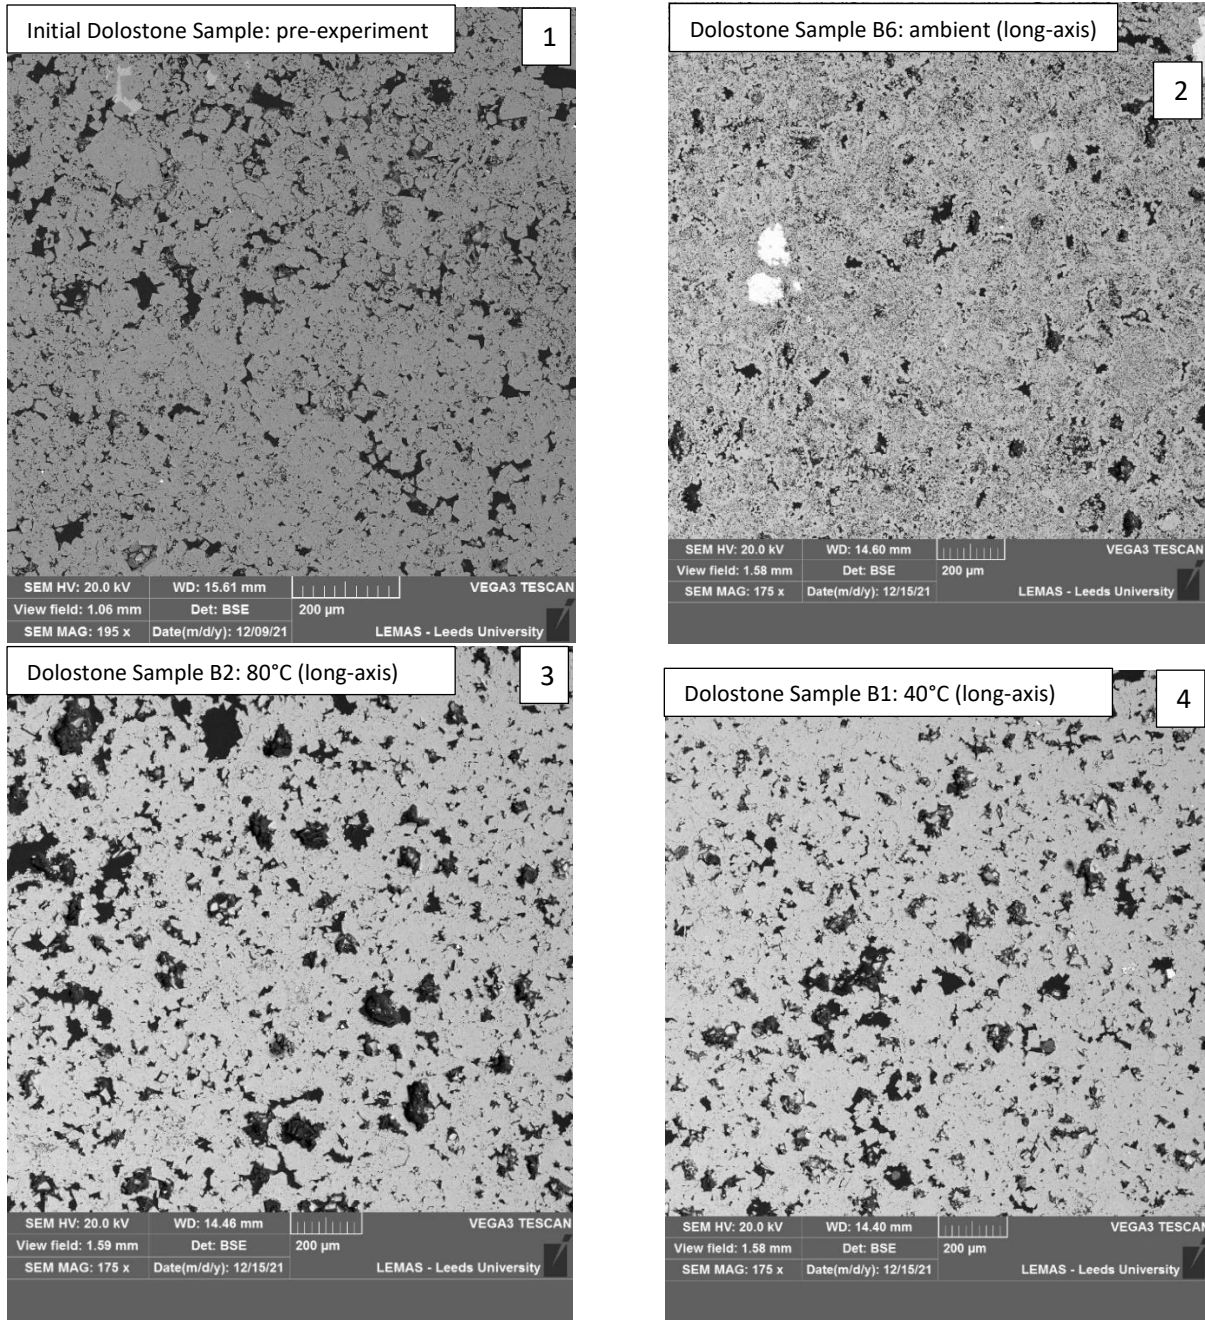 Initial Dolostone Sample: pre-experiment
1
SEM HV: 20.0 kV WD: 15.61 mm VEGA3 TESCAN
View field: 1.06 mm Det: BSE 200 µm
SEM MAG: 195 x Date(m/d/y): 12/09/21 LEMAS - Leeds University
Dolostone Sample B6: ambient (long-axis)
2
SEM HV: 20.0 kV WD: 14.60 mm VEGA3 TESCAN
View field: 1.58 mm Det: BSE 200 µm
SEM MAG: 175 x Date(m/d/y): 12/15/21 LEMAS - Leeds University
Dolostone Sample B2: 80°C (long-axis)
3
SEM HV: 20.0 kV WD: 14.46 mm VEGA3 TESCAN
View field: 1.59 mm Det: BSE 200 µm
SEM MAG: 175 x Date(m/d/y): 12/15/21 LEMAS - Leeds University
Dolostone Sample B1: 40°C (long-axis)
4
SEM HV: 20.0 kV WD: 14.40 mm VEGA3 TESCAN
View field: 1.58 mm Det: BSE 200 µm
SEM MAG: 175 x Date(m/d/y): 12/15/21 LEMAS - Leeds University